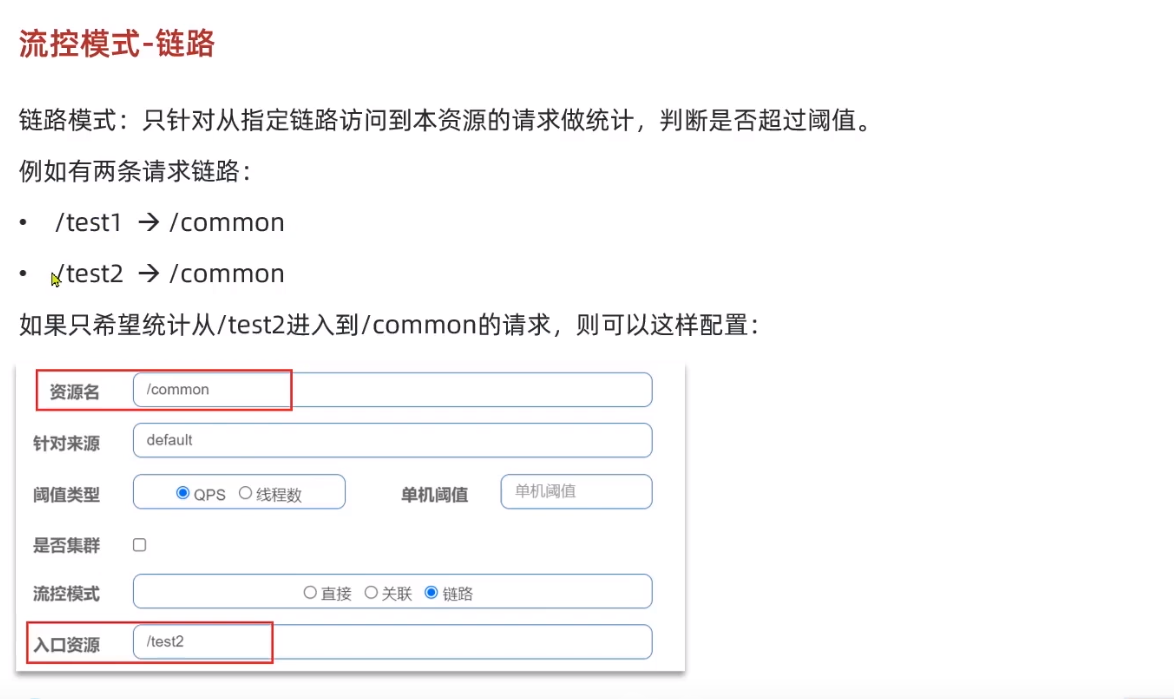 流控模式-链路
链路模式：只针对从指定链路访问到本资源的请求做统计，判断是否超过阈值。
例如有两条请求链路：
• /test1 → /common
• /test2 → /common
如果只希望统计从/test2进入到/common的请求，则可以这样配置：
资源名 /common
针对来源 default
阈值类型 QPS 线程数 单机阈值 单机阈值
是否集群
流控模式 直接 关联 链路
入口资源 /test2